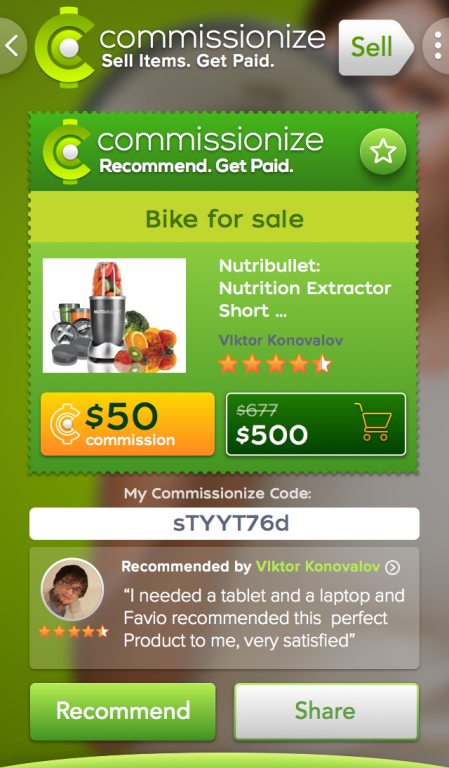 commissionize
Sell Items. Get Paid.
Sell
commissionize
Recommend. Get Paid.
Bike for sale
NUTRIBULLET
Nutribullet:
Nutrition Extractor
Short ...
VIktor Konovalov
$50
commission
$677
$500
My Commissionize Code:
sTYYT76d
Recommended by VIktor Konovalov
“I needed a tablet and a laptop and
Favio recommended this perfect
Product to me, very satisfied”
Recommend
Share